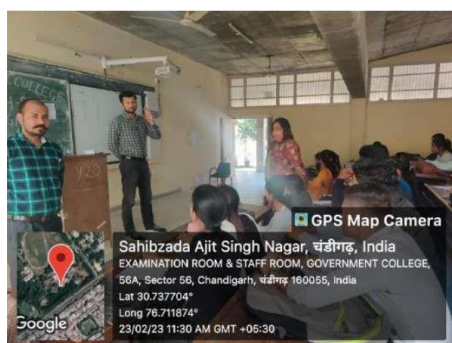 COLLEGE
Y20
GPS Map Camera
Sahibzada Ajit Singh Nagar, चंडीगढ़, India
EXAMINATION ROOM & STAFF ROOM, GOVERNMENT COLLEGE,
56A, Sector 56, Chandigarh, चंडीगढ़ 160055, India
Lat 30.737704°
Long 76.711874°
23/02/23 11:30 AM GMT +05:30
Google